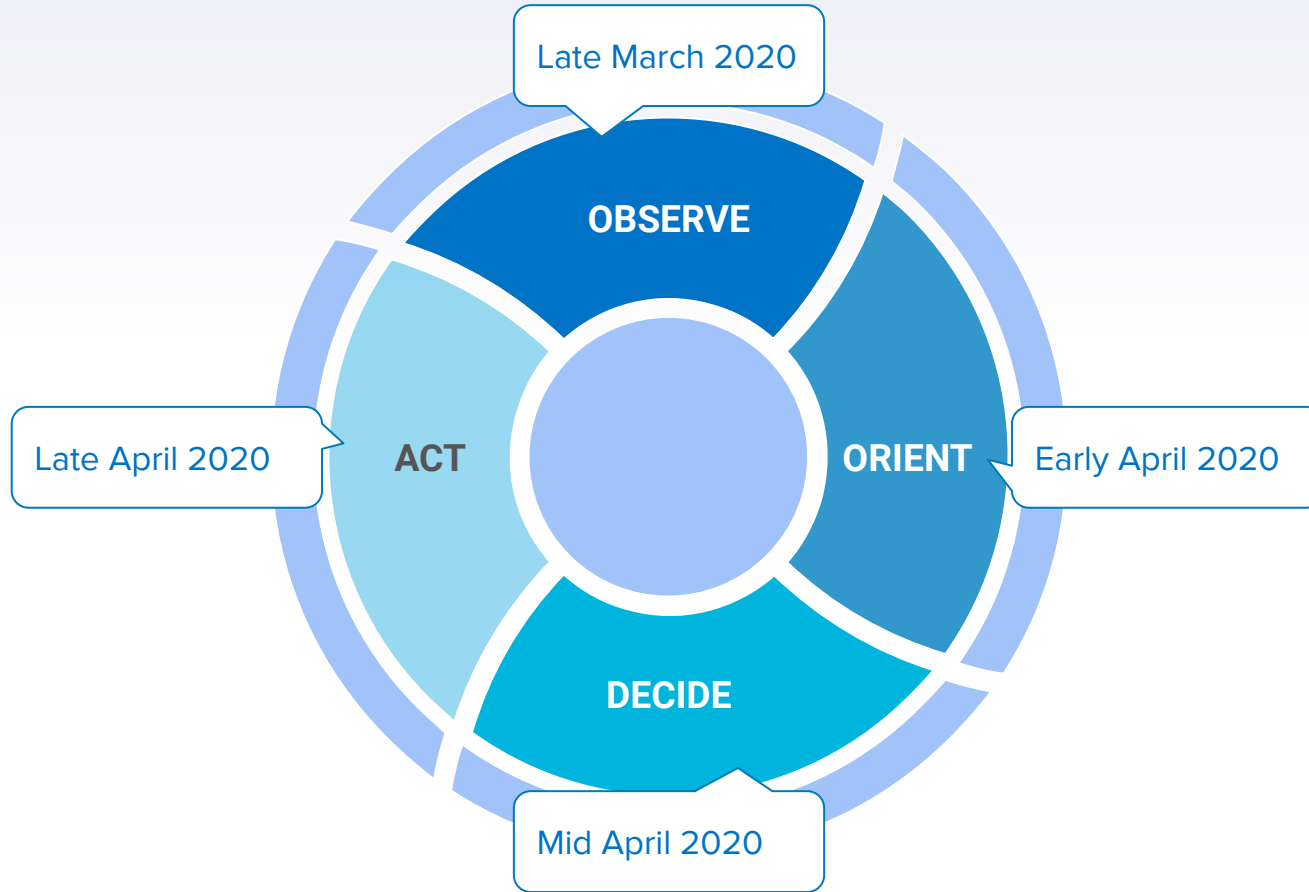 Late March 2020
OBSERVE
ACT
ORIENT
Late April 2020
Early April 2020
DECIDE
Mid April 2020